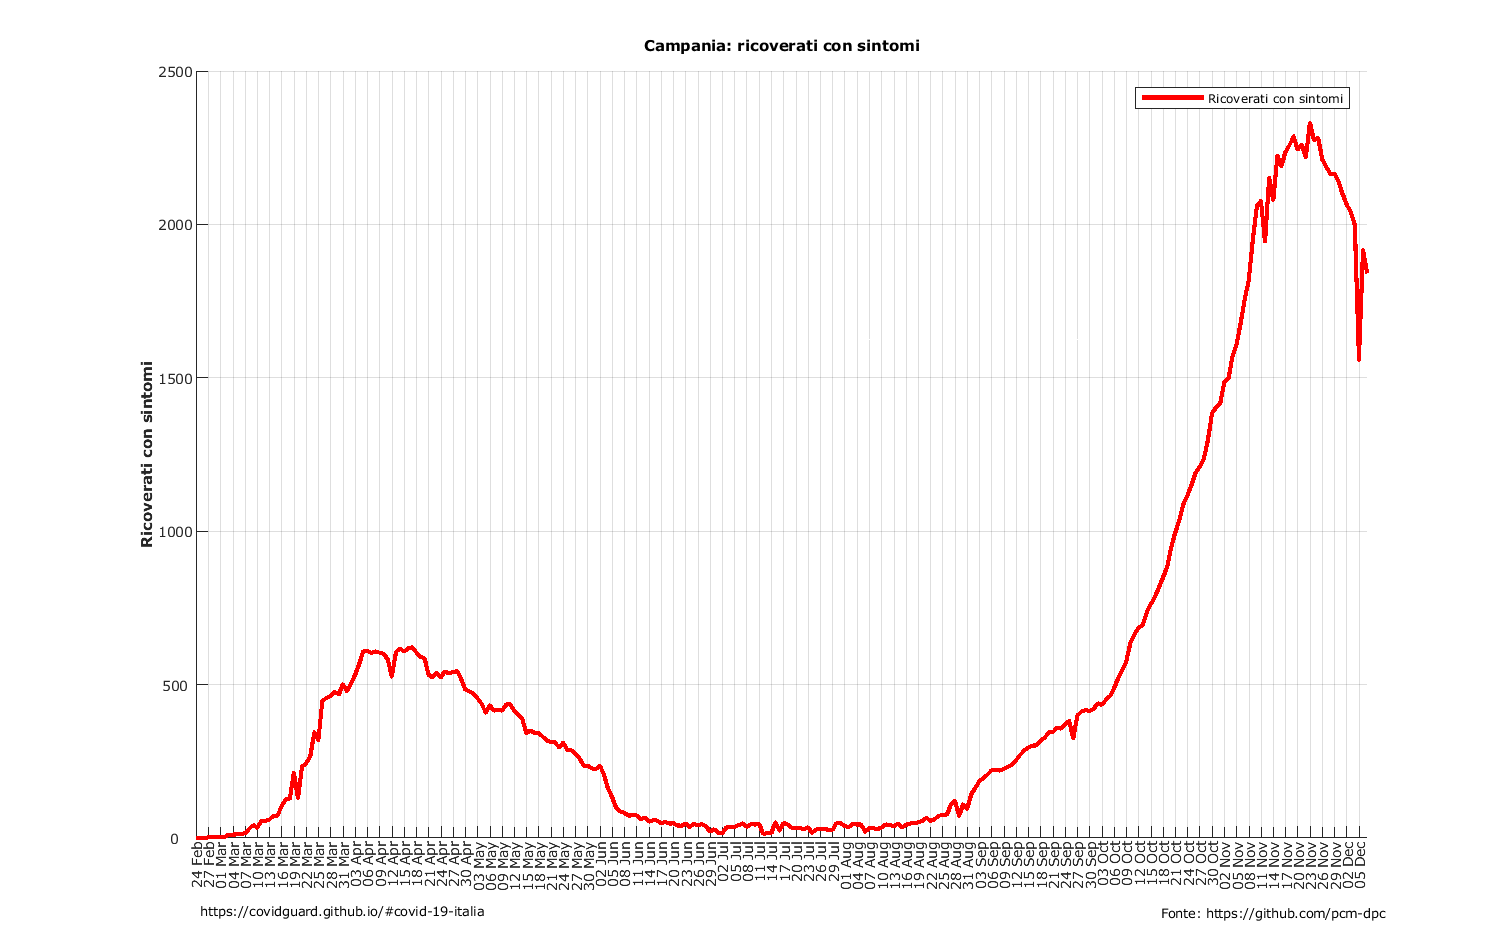 Campania: ricoverati con sintomi
Ricoverati con sintomi
2500
2000
1500
1000
500
0
Ricoverati con sintomi
24 Feb
27 Feb
01 Mar
04 Mar
07 Mar
10 Mar
13 Mar
16 Mar
19 Mar
22 Mar
25 Mar
28 Mar
31 Mar
03 Apr
06 Apr
09 Apr
12 Apr
15 Apr
18 Apr
21 Apr
24 Apr
27 Apr
30 Apr
03 May
06 May
09 May
12 May
15 May
18 May
21 May
24 May
27 May
30 May
02 Jun
05 Jun
08 Jun
11 Jun
14 Jun
17 Jun
20 Jun
23 Jun
26 Jun
29 Jun
02 Jul
05 Jul
08 Jul
11 Jul
14 Jul
17 Jul
20 Jul
23 Jul
26 Jul
29 Jul
01 Aug
04 Aug
07 Aug
10 Aug
13 Aug
16 Aug
19 Aug
22 Aug
25 Aug
28 Aug
31 Aug
03 Sep
06 Sep
09 Sep
12 Sep
15 Sep
18 Sep
21 Sep
24 Sep
27 Sep
30 Sep
03 Oct
06 Oct
09 Oct
12 Oct
15 Oct
18 Oct
21 Oct
24 Oct
27 Oct
30 Oct
02 Nov
05 Nov
08 Nov
11 Nov
14 Nov
17 Nov
20 Nov
23 Nov
26 Nov
29 Nov
02 Dec
05 Dec
https://covidguard.github.io/#covid-19-italia
Fonte: https://github.com/pcm-dpc